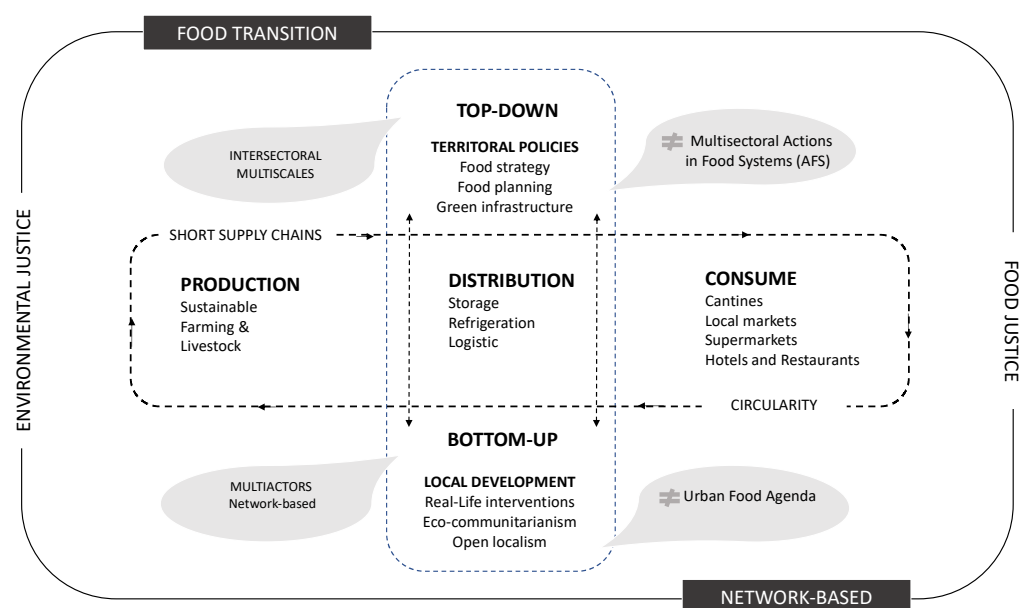 FOOD TRANSITION
TOP-DOWN
TERRITORAL POLICIES
Food strategy
Food planning
Green infrastructure
INTERSECTORAL
MULTISCALES
≠ Multisectoral Actions
in Food Systems (AFS)
ENVIRONMENTAL JUSTICE
FOOD JUSTICE
SHORT SUPPLY CHAINS
PRODUCTION
Sustainable
Farming &
Livestock
DISTRIBUTION
Storage
Refrigeration
Logistic
CONSUME
Cantines
Local markets
Supermarkets
Hotels and Restaurants
CIRCULARITY
BOTTOM-UP
LOCAL DEVELOPMENT
Real-Life interventions
Eco-communitarianism
Open localism
MULTIACTORS
Network-based
≠ Urban Food Agenda
NETWORK-BASED